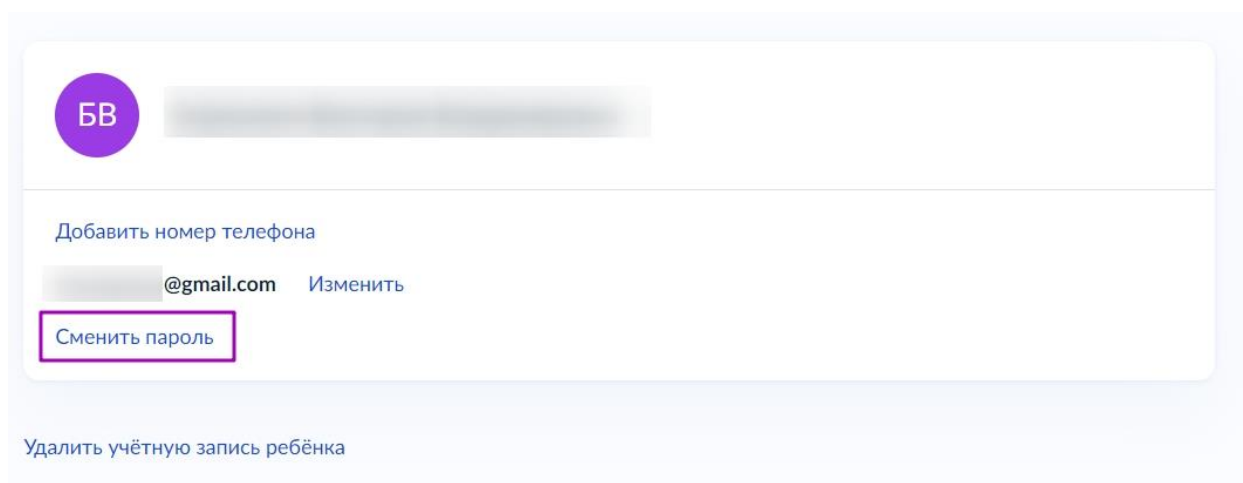 БВ
Добавить номер телефона
@gmail.com Изменить
Сменить пароль
Удалить учётную запись ребёнка